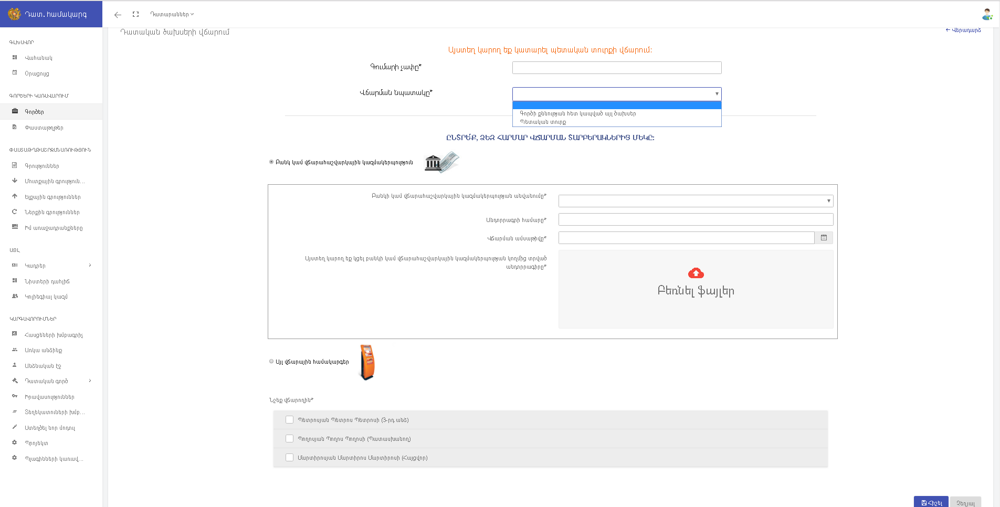 Դատ. համակարգ
Դատարաններ
ԳԼԽԱՎՈՐ
Վահանակ
Օրացույց
ԳՈՐԾԵՐԻ ԿԱՌԱՎԱՐՈՒՄ
Գործեր
Փաստաթղթեր
ՓԱՍՏԱԹՂԹԱՇՐՋԱՆԱՌՈՒԹՅՈՒՆ
Գրություններ
Մուտքային գրություն...
Ելքային գրություններ
Ներքին գրություններ
Իմ առաջադրանքները
ԱՅԼ
Կադրեր
Նիստերի դահլիճ
Կոլիեգիալ կազմ
ԿԱՐԳԱՎՈՐՈՒՄՆԵՐ
Հասցեների խմբագրիչ
Առկա անձինք
Անձնական էջ
Դատական գործ
Իրավասություններ
Տեղեկատուների խմբ...
Ստեղծել նոր մոդուլ
Պրոյեկտ
Պլագինների կառավ...
Դատական ծախսերի վճարում
← Վերադարձ
Այստեղ կարող եք կատարել պետական տուրքի վճարում:
Գումարի չափը*
Վճարման նպատակը*
Գործի քննության հետ կապված այլ ծախսեր
Պետական տուրք
ԸՆՏՐԵ՛Ք, ՁԵԶ ՀԱՐՄԱՐ ՎՃԱՐՄԱՆ ՏԱՐԲԵՐԱԿՆԵՐԻՑ ՄԵԿԸ:
Բանկ կամ վճարահաշվարկային կազմակերպություն
Բանկի կամ վճարահաշվարկային կազմակերպության անվանումը*
Անդորրագրի համարը*
Վճարման ամսաթիվը*
Այստեղ կարող եք կցել բանկի կամ վճարահաշվարկային կազմակերպության կողմից տրված
անդորրագիրը*
Բեռնել ֆայլեր
Այլ վճարային համակարգեր
Նշեք վճարողին*
Պետրոսյան Պետրոս Պետրոսի (3-րդ անձ)
Պողոսյան Պողոս Պողոսի (Պատասխանող)
Մարտիրոսյան Մարտիրոս Մարտիրոսի (Հայցվոր)
Հիշել
Չեղյալ